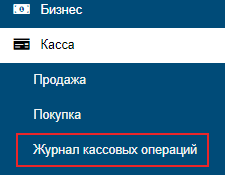 Бизнес
Касса
Продажа
Покупка
Журнал кассовых операций